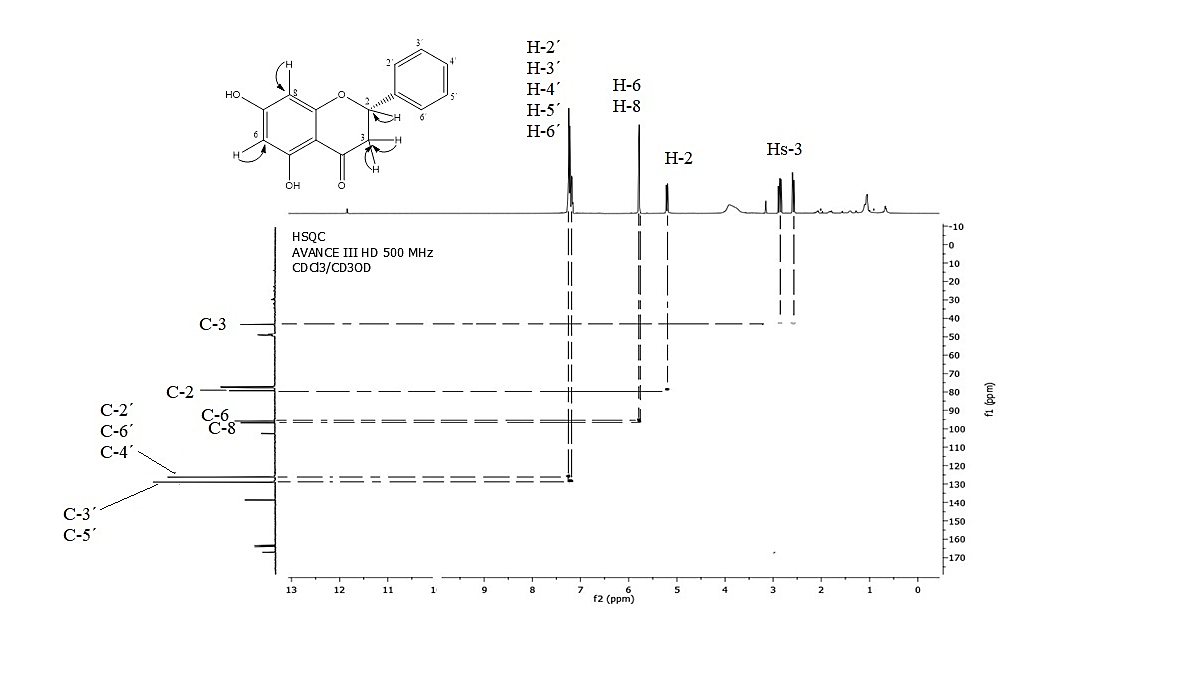 H-2´
H-3´
H-4´
H-5´
H-6´
H-6
H-8
H-2
Hs-3
H
HO
8
O
2
H
3
H
H
6
H
OH
O
2´
3´
4´
5´
6´
HSQC
AVANCE III HD 500 MHz
CDCl3/CD3OD
C-3
C-2
C-6
C-8
C-2´
C-6´
C-4´
C-3´
C-5´
-10
0
10
20
30
40
50
60
70
80
90
100
110
120
130
140
150
160
170
f1 (ppm)
13 12 11 1 9 8 7 6 5 4 3 2 1 0
f2 (ppm)